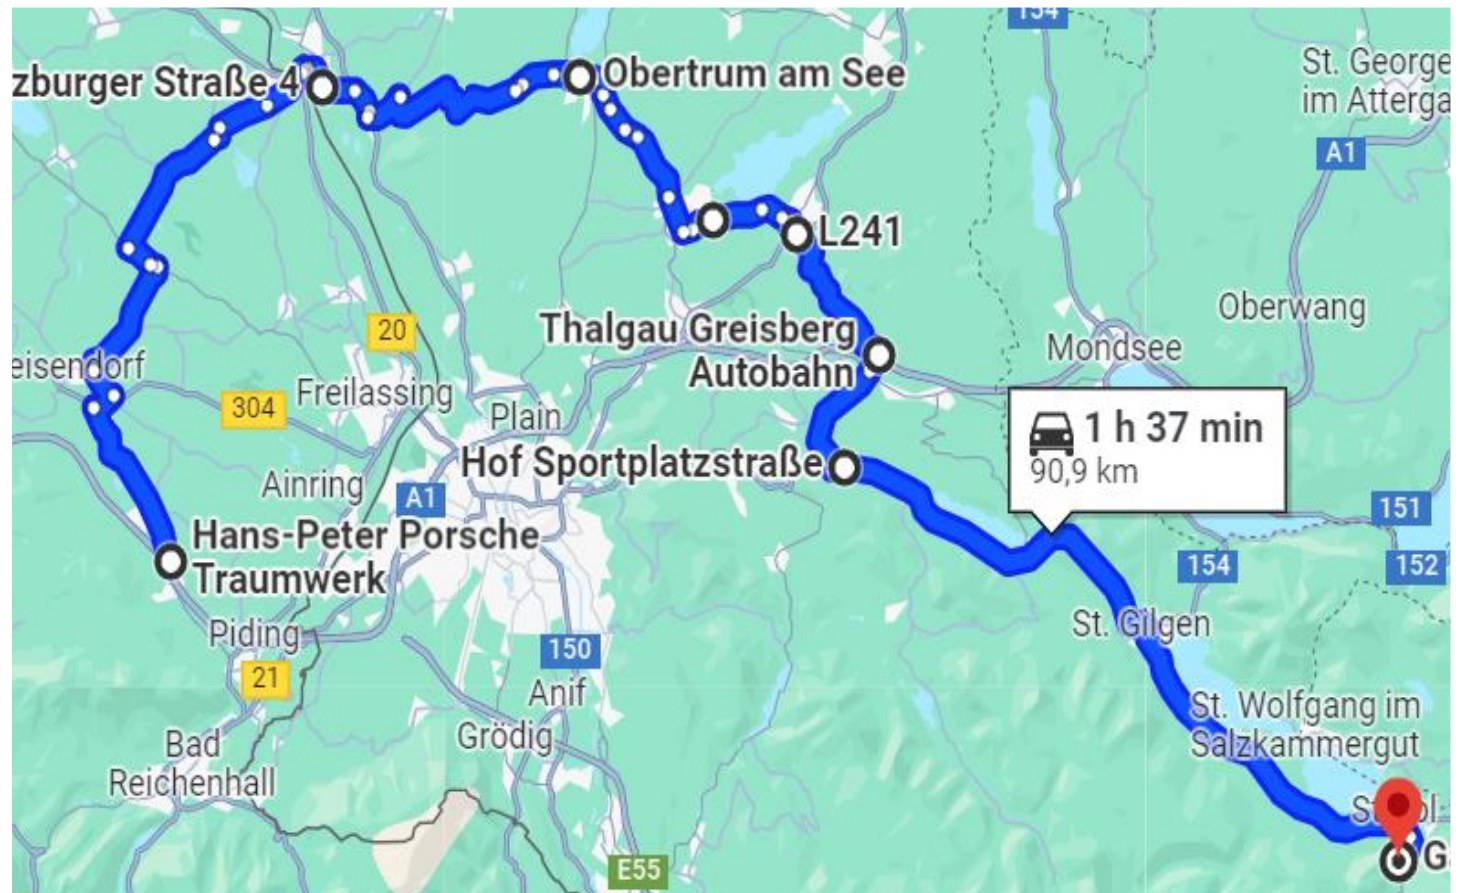 154
St. George
im Atterga
zburger Straße 4
Obertrum am See
A1
L241
Oberwang
20
Thalgau Greisberg
Autobahn
Mondsee
eisendorf
Freilassing
304
Plain
1 h 37 min
90,9 km
Hof Sportplatzstraße
Ainring
A1
151
Hans-Peter Porsche
Traumwerk
154
152
Piding
St. Gilgen
150
21
Anif
St. Wolfgang im
Salzkammergut
Grödig
Bad
Reichenhall
E55